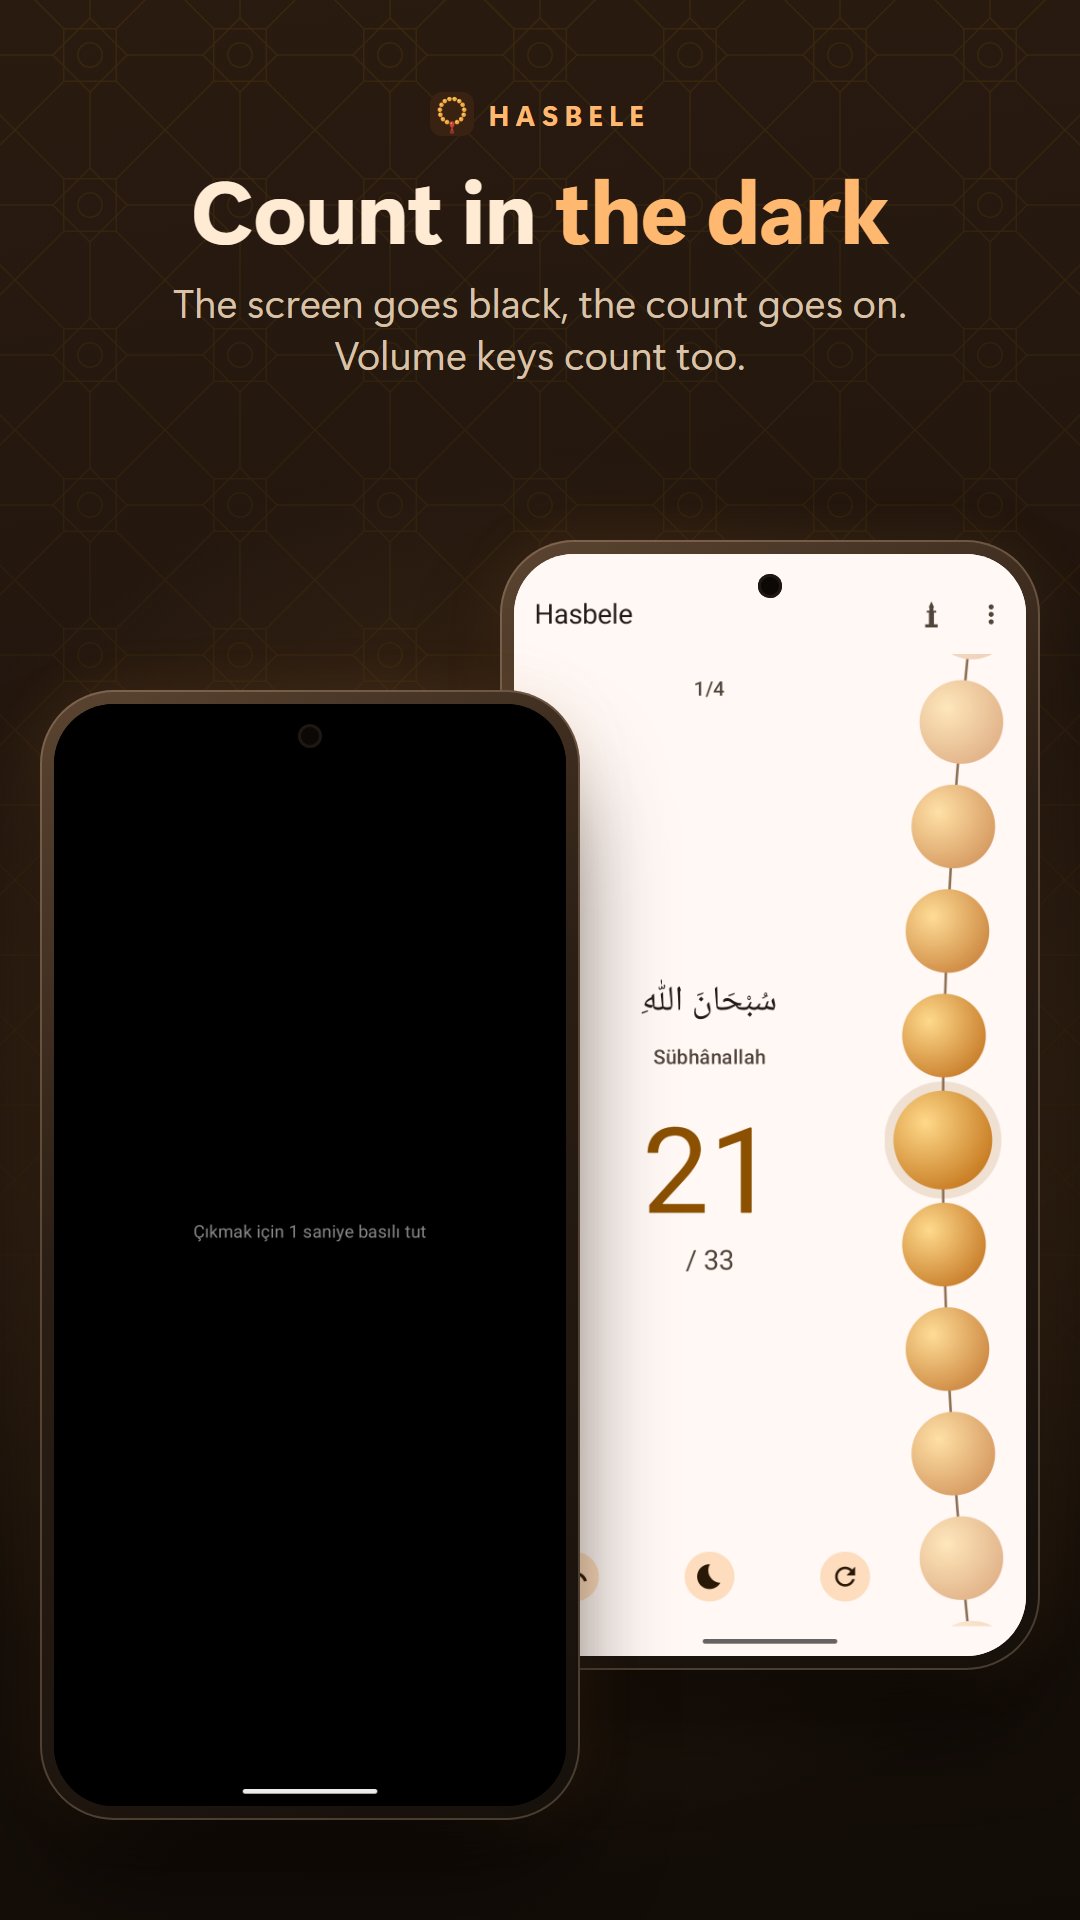 HASBELE
Count in the dark
The screen goes black, the count goes on.
Volume keys count too.
Hasbele
1/4
سُبْحَانَ اللّٰهِ
Sübhânallah
21
/ 33
Çıkmak için 1 saniye basılı tut